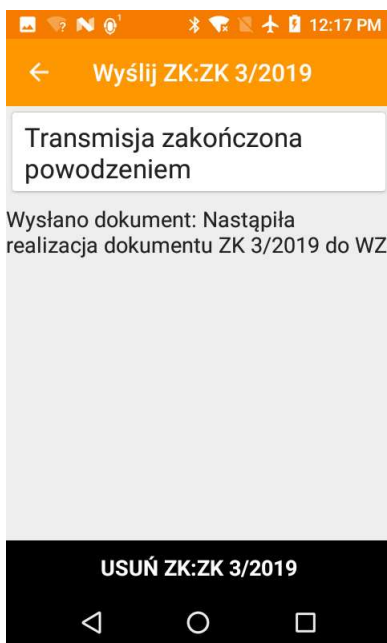 12:17 PM
Wyślij ZK:ZK 3/2019
Transmisja zakończona
powodzeniem
Wysłano dokument: Nastąpiła
realizacja dokumentu ZK 3/2019 do WZ
USUŃ ZK:ZK 3/2019